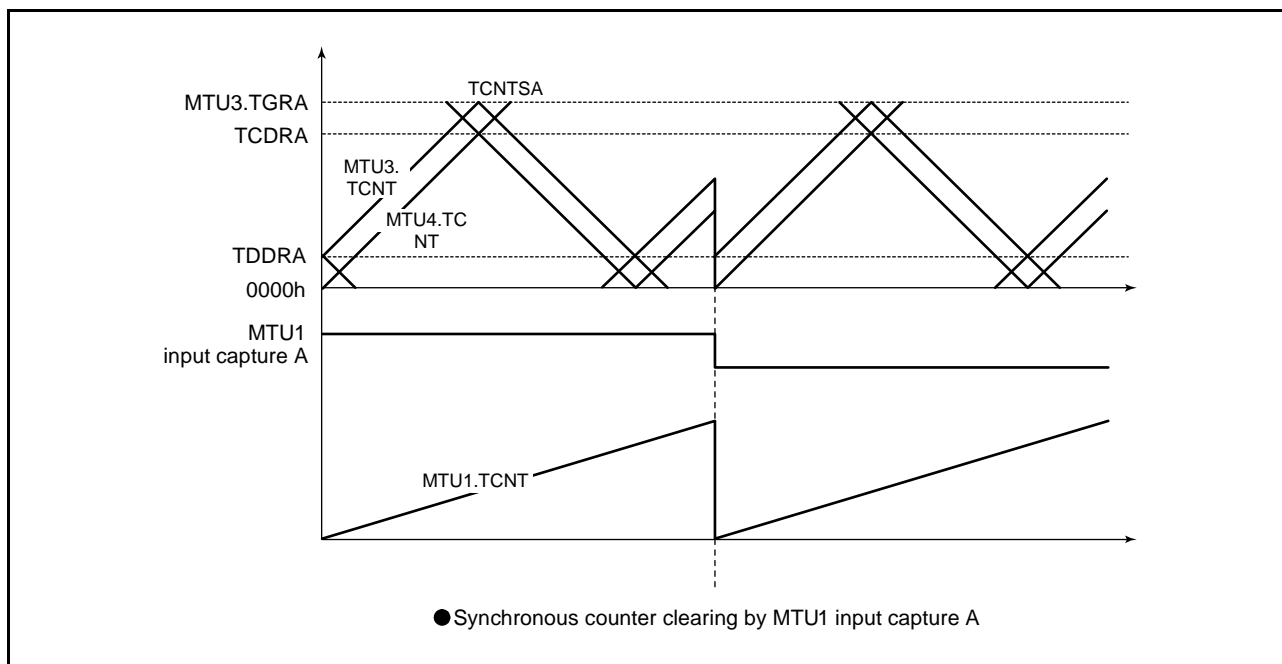 TCNTSA
MTU3.TGRA
TCDRA
MTU3.
TCNT
MTU4.TC
NT
TDDRA
0000h
MTU1
input capture A
MTU1.TCNT
●Synchronous counter clearing by MTU1 input capture A